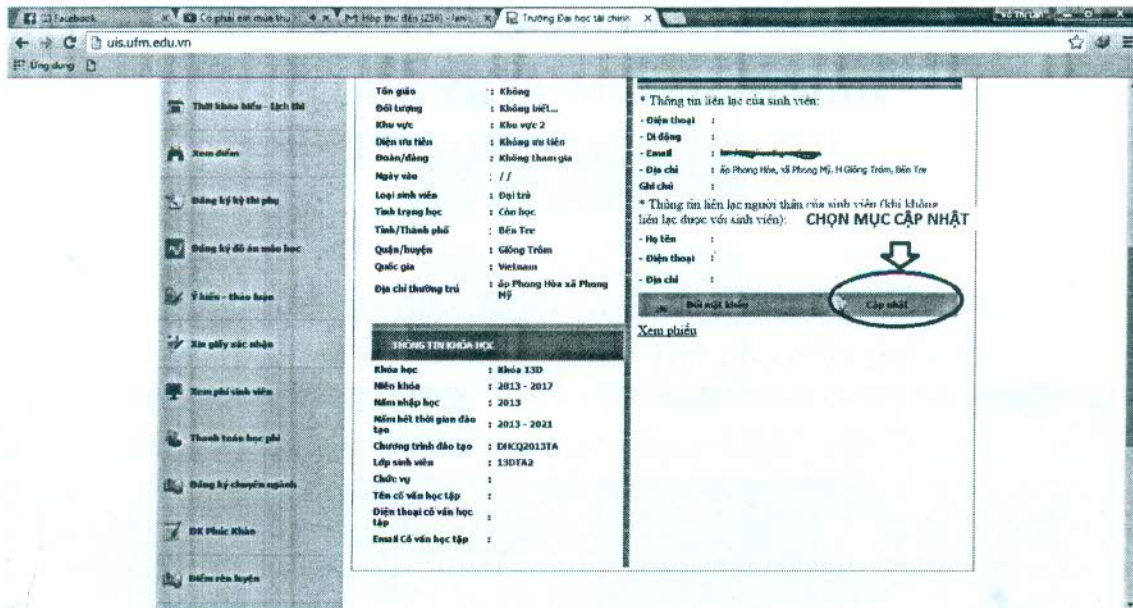 Facebook
Có phải em mùa thu
Hộp thư đến (256)
Trường Đại học tài chính
uis.ufm.edu.vn
Ứng dụng
Thời khóa biểu - Lịch thi
Xem điểm
Đăng ký kỳ thi phụ
Đăng ký đồ án môn học
Ý kiến - thảo luận
Xin giấy xác nhận
Xem phí sinh viên
Thanh toán học phí
Đăng ký chuyên ngành
ĐK Phúc Khảo
Điểm rèn luyện
Tôn giáo : Không
Đối tượng : Không biết...
Khu vực : Khu vực 2
Diện ưu tiên : Không ưu tiên
Đoàn/đảng : Không tham gia
Ngày vào : / /
Loại sinh viên : Đại trà
Tình trạng học : Còn học
Tỉnh/Thành phố : Bến Tre
Quận/huyện : Giồng Trôm
Quốc gia : Vietnam
Địa chỉ thường trú : ấp Phong Hòa xã Phong
Mỹ
THÔNG TIN KHÓA HỌC
Khóa học : Khóa 13D
Niên khóa : 2013 - 2017
Năm nhập học : 2013
Năm hết thời gian đào
tạo : 2013 - 2021
Chương trình đào tạo : DHCQ2013TA
Lớp sinh viên : 13DTA2
Chức vụ :
Tên cố vấn học tập :
Điện thoại cố vấn học
tập :
Email Cố vấn học tập :
* Thông tin liên lạc của sinh viên:
- Điện thoại :
- Di động :
- Email :
- Địa chỉ : ấp Phong Hòa, xã Phong Mỹ, H Giồng Trôm, Bến Tre
Ghi chú :
* Thông tin liên lạc người thân của sinh viên (khi không
liên lạc được với sinh viên):
CHỌN MỤC CẬP NHẬT
- Họ tên :
- Điện thoại :
- Địa chỉ :
Đổi mật khẩu
Cập nhật
Xem phiếu